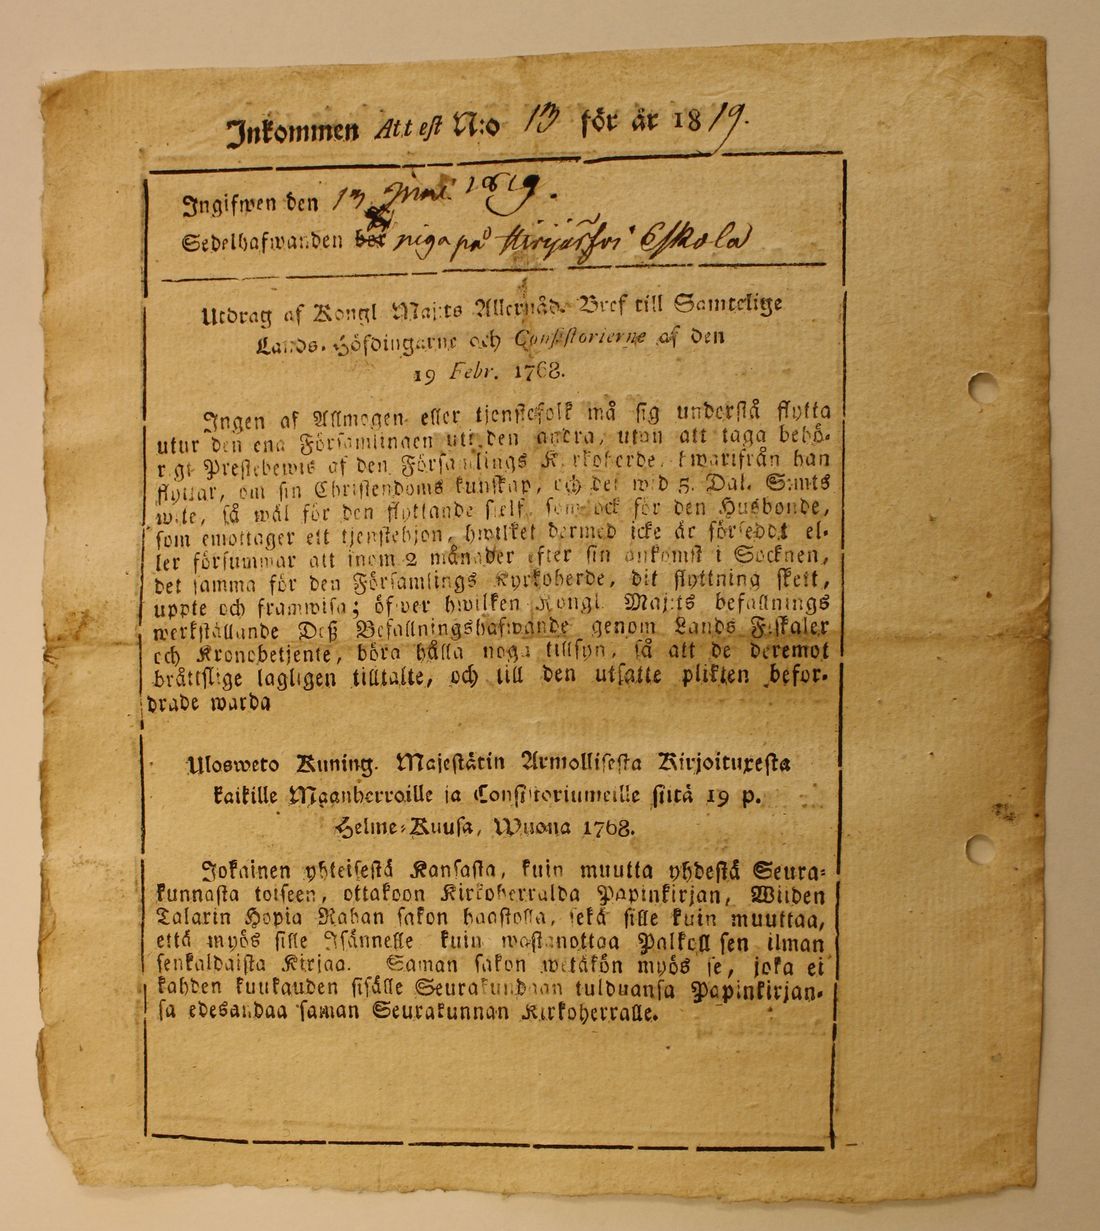 Inkommen Attest N:o 13 för år 1819.
Ingifwen den 13 Juni 1819.
Sedelhafwanden bor piga på Eskola
Utdrag af Kongl Maj:ts Allernåd. Bref till Samtelige
Lands-Höfdingarne och Consistorierne af den
19 Febr. 1768.
Ingen af Allmogen eller tjenstefolk må sig understå flytta
utur den ena Församlingen uti den andra, utan att taga behö-
rigt Prestebewis af den Församlings Kyrkoherde, hwarifrån han
flyttar, om sin Christendoms kunskap, och det wid 5. Dal. S:mts
wite, så wäl för den flyttande sielf, som ock för den Husbonde,
som emottager ett tjenstehjon, hwilket dermed icke är försedt el-
ler försummar att inom 2 månader efter sin ankomst i Socknen,
det samma för den Församlings Kyrkoherde, dit flyttning skett,
uppte och framwisa; öfwer hwilken Kongl Maj:ts befallnings
werkställande Deß Befallningshafwande genom Lands Fiskaler
och Kronobetjente, böra hålla noga tillsyn, så att de deremot
bråttslige lagligen tilltalte, och till den utsatte plikten befor-
drade warda
Ulosweto Kuning. Majestätin Armollisesta Kirjoituxesta
kaikille Maanherroille ja Consistoriumeille siitä 19 p.
Helme-Kuusa, Wuona 1768.
Jokainen yhteisestä Kansasta, kuin muutta yhdestä Seura-
kunnasta toiseen, ottakoon Kirkoherralda Papinkirjan, Wiiden
Talarin Hopia Rahan sakon haastolla, sekä sille kuin muuttaa,
että myös sille Isännelle kuin wastanottaa Palkollisen ilman
senkaldaista Kirjaa. Saman sakon wetäkön myös se, joka ei
kahden kuukauden sisälle Seurakundaan tulduansa Papinkirjan-
sa edesandaa saman Seurakunnan Kirkoherralle.